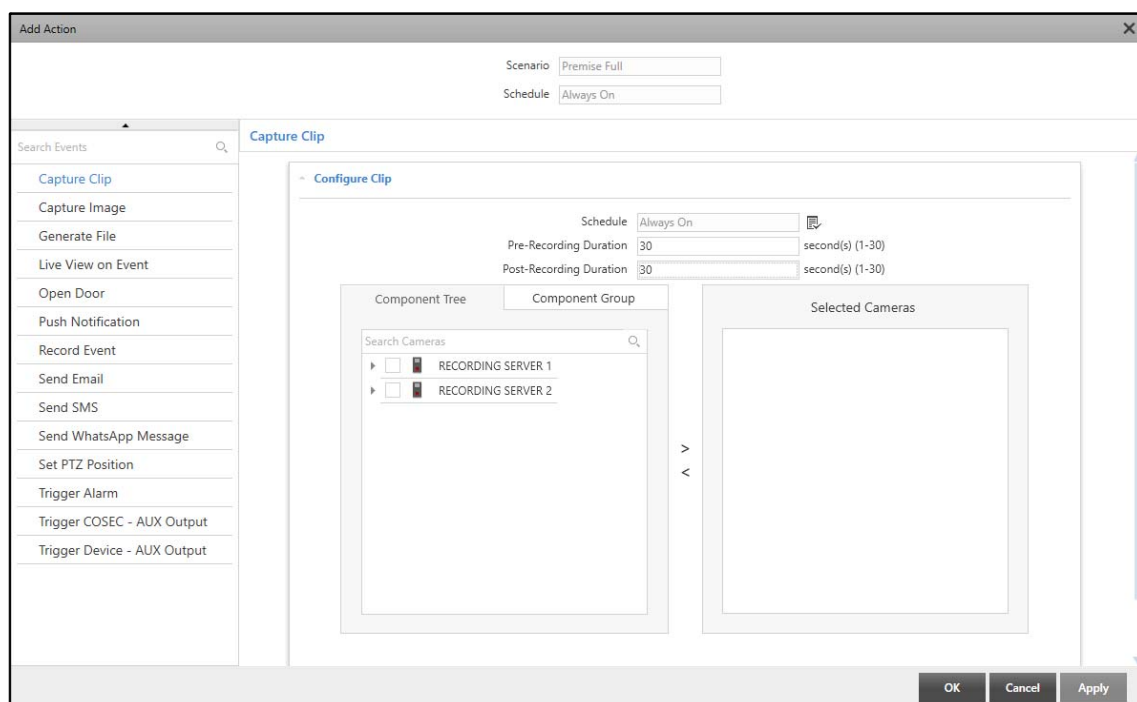 Add Action
Scenario Premise Full
Schedule Always On
Search Events
Capture Clip
Capture Image
Generate File
Live View on Event
Open Door
Push Notification
Record Event
Send Email
Send SMS
Send WhatsApp Message
Set PTZ Position
Trigger Alarm
Trigger COSEC - AUX Output
Trigger Device - AUX Output
Capture Clip
Configure Clip
Schedule Always On
Pre-Recording Duration 30 second(s) (1-30)
Post-Recording Duration 30 second(s) (1-30)
Component Tree Component Group
Search Cameras
RECORDING SERVER 1
RECORDING SERVER 2
>
<
Selected Cameras
OK Cancel Apply